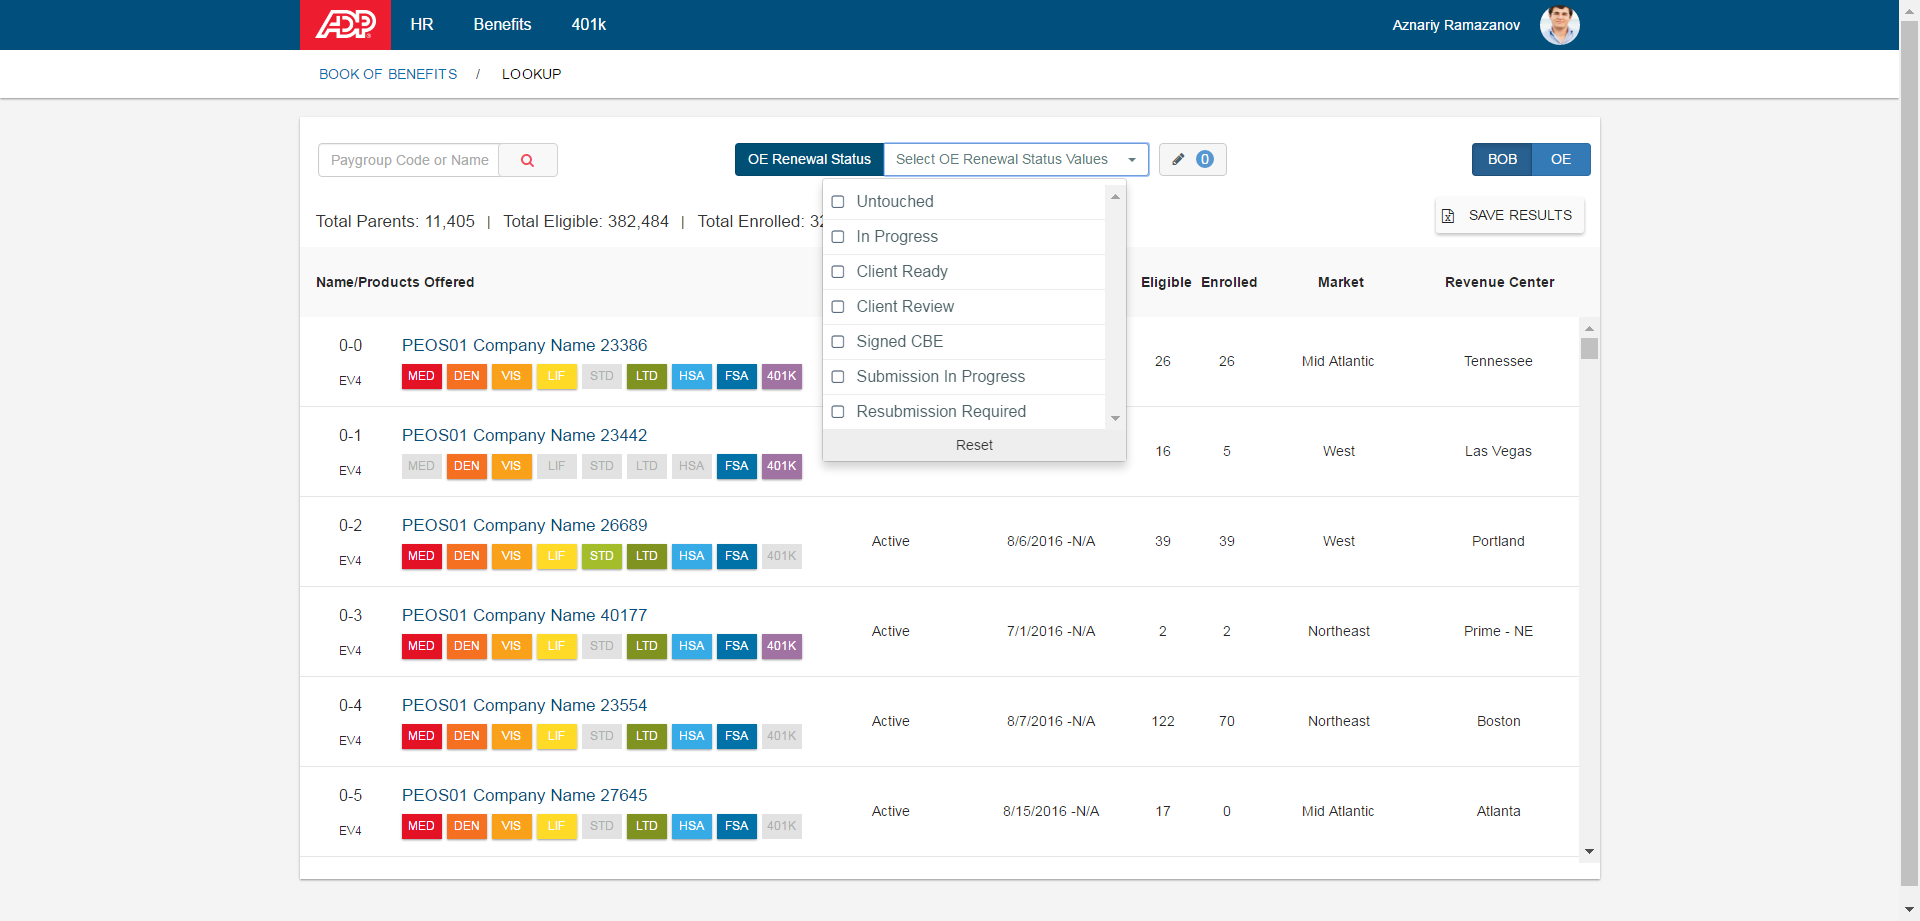 ADP HR Benefits 401k Aznariy Ramazanov
BOOK OF BENEFITS / LOOKUP
Paygroup Code or Name OE Renewal Status Select OE Renewal Status Values 0 BOB OE
Untouched
In Progress
Client Ready
Client Review
Signed CBE
Submission In Progress
Resubmission Required
Reset
Total Parents: 11,405 | Total Eligible: 382,484 | Total Enrolled: SAVE RESULTS
Name/Products Offered Eligible Enrolled Market Revenue Center
0-0 PEOS01 Company Name 23386
EV4 MED DEN VIS LIF STD LTD HSA FSA 401K
26 26 Mid Atlantic Tennessee
0-1 PEOS01 Company Name 23442
EV4 MED DEN VIS LIF STD LTD HSA FSA 401K
16 5 West Las Vegas
0-2 PEOS01 Company Name 26689
EV4 MED DEN VIS LIF STD LTD HSA FSA 401K
Active 8/6/2016 -N/A 39 39 West Portland
0-3 PEOS01 Company Name 40177
EV4 MED DEN VIS LIF STD LTD HSA FSA 401K
Active 7/1/2016 -N/A 2 2 Northeast Prime - NE
0-4 PEOS01 Company Name 23554
EV4 MED DEN VIS LIF STD LTD HSA FSA 401K
Active 8/7/2016 -N/A 122 70 Northeast Boston
0-5 PEOS01 Company Name 27645
EV4 MED DEN VIS LIF STD LTD HSA FSA 401K
Active 8/15/2016 -N/A 17 0 Mid Atlantic Atlanta